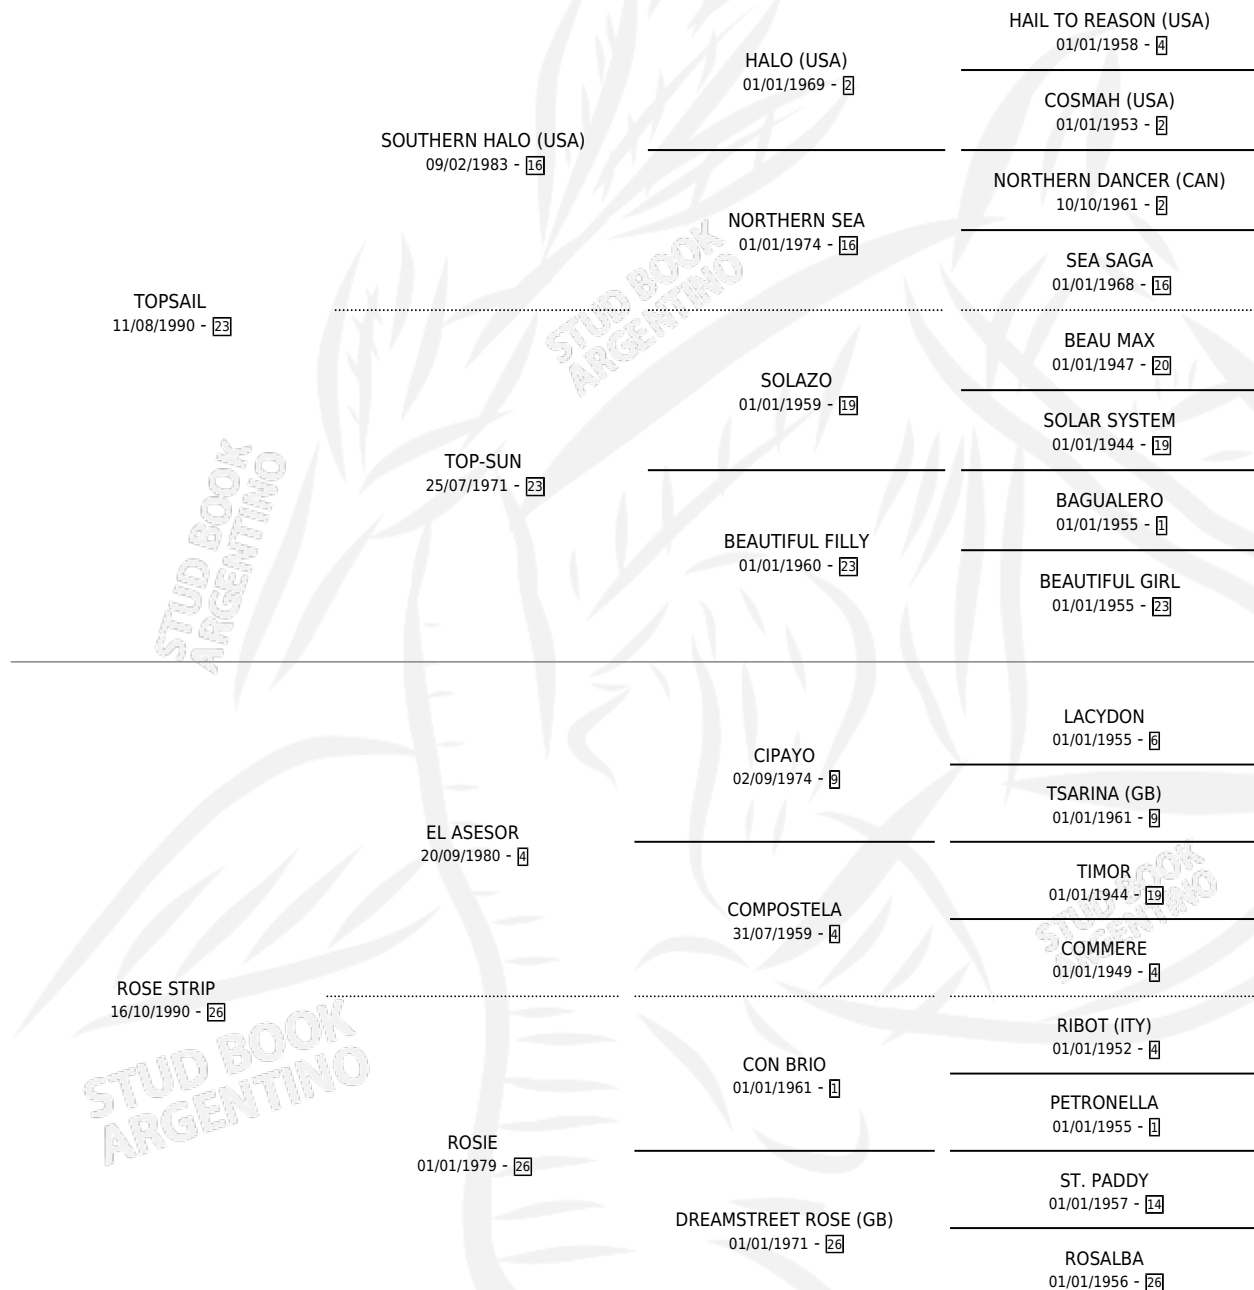 HAIL TO REASON (USA)
01/01/1958 - 4
HALO (USA)
01/01/1969 - 2
COSMAH (USA)
01/01/1953 - 2
SOUTHERN HALO (USA)
09/02/1983 - 16
NORTHERN DANCER (CAN)
10/10/1961 - 2
NORTHERN SEA
01/01/1974 - 16
SEA SAGA
01/01/1968 - 16
TOPSAIL
11/08/1990 - 23
BEAU MAX
01/01/1947 - 20
SOLAZO
01/01/1959 - 19
SOLAR SYSTEM
01/01/1944 - 19
TOP-SUN
25/07/1971 - 23
BAGUALERO
01/01/1955 - 1
BEAUTIFUL FILLY
01/01/1960 - 23
BEAUTIFUL GIRL
01/01/1955 - 23
LACYDON
01/01/1955 - 6
CIPAYO
02/09/1974 - 9
TSARINA (GB)
01/01/1961 - 9
EL ASESOR
20/09/1980 - 4
TIMOR
01/01/1944 - 19
COMPOSTELA
31/07/1959 - 4
COMMERE
01/01/1949 - 4
ROSE STRIP
16/10/1990 - 26
RIBOT (ITY)
01/01/1952 - 4
CON BRIO
01/01/1961 - 1
PETRONELLA
01/01/1955 - 1
ROSIE
01/01/1979 - 26
ST. PADDY
01/01/1957 - 14
DREAMSTREET ROSE (GB)
01/01/1971 - 26
ROSALBA
01/01/1956 - 26
STUD BOOK
ARGENTINO
STUD BOOK
ARGENTINO
STUD BOOK
ARGENTINO
STUD BOOK
ARGENTINO